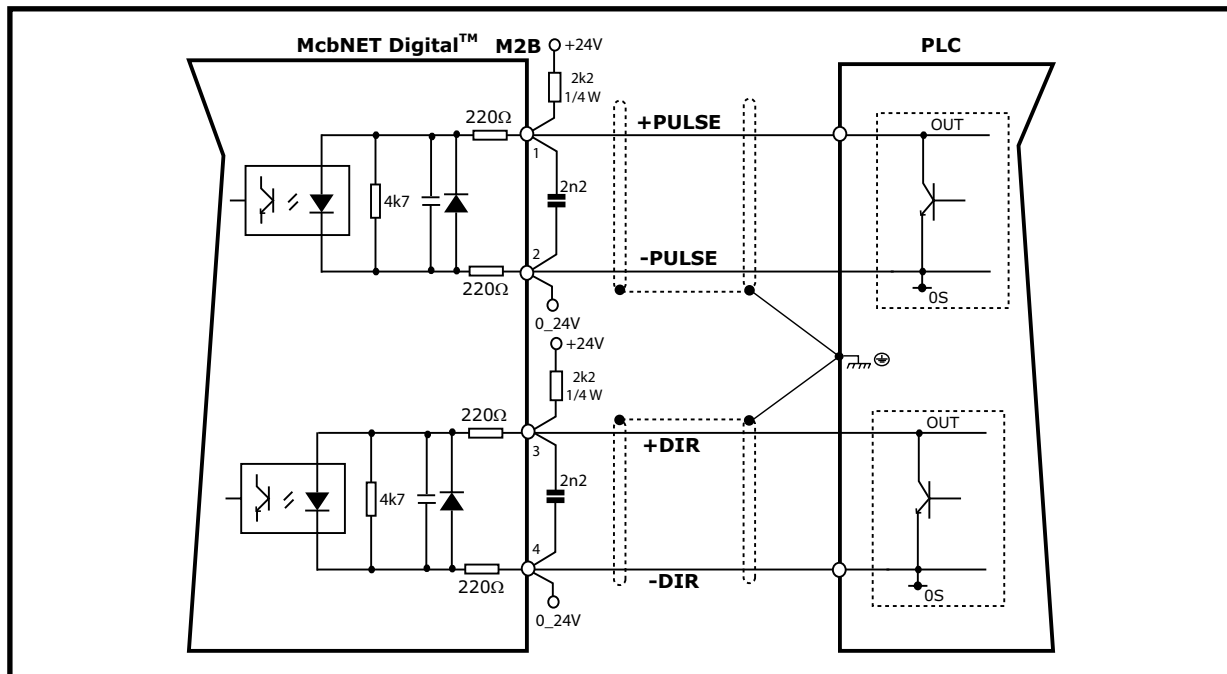 McbNET Digital™ M2B
+24V
PLC
2k2
1/4 W
220Ω
1
+PULSE
OUT
4k7
2n2
2
-PULSE
220Ω
0S
0_24V
+24V
2k2
1/4 W
220Ω
3
+DIR
OUT
4k7
2n2
4
220Ω
-DIR
0S
0_24V